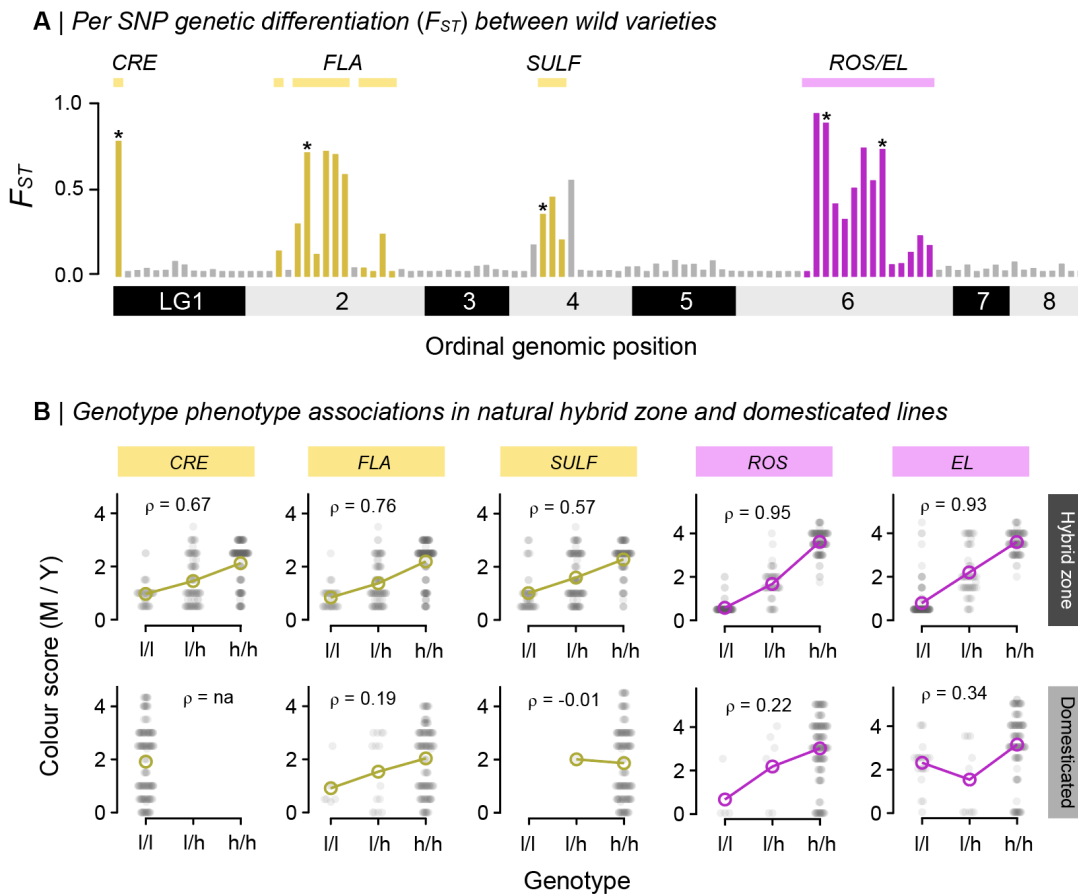 A | Per SNP genetic differentiation (FST) between wild varieties
CRE FLA SULF ROS/EL
1.0
0.5
0.0
FST
* * * * *
LG1 2 3 4 5 6 7 8
Ordinal genomic position
B | Genotype phenotype associations in natural hybrid zone and domesticated lines
CRE FLA SULF ROS EL
Colour score (M / Y)
ρ = 0.67 ρ = 0.76 ρ = 0.57 ρ = 0.95 ρ = 0.93
4 4 4 4 4
2 2 2 2 2
0 0 0 0 0
l/l l/h h/h l/l l/h h/h l/l l/h h/h l/l l/h h/h l/l l/h h/h
Hybrid zone
ρ = na ρ = 0.19 ρ = -0.01 ρ = 0.22 ρ = 0.34
4 4 4 4 4
2 2 2 2 2
0 0 0 0 0
l/l l/h h/h l/l l/h h/h l/l l/h h/h l/l l/h h/h l/l l/h h/h
Domesticated
Genotype